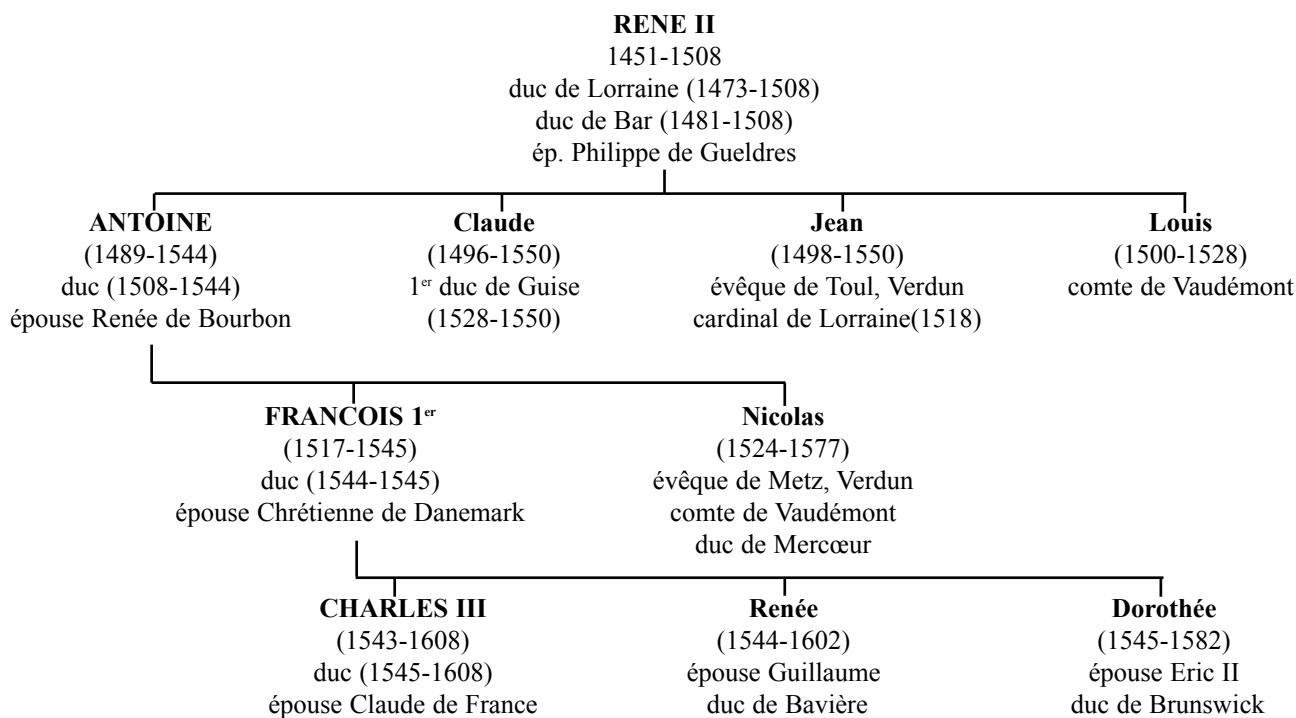 RENE II
1451-1508
duc de Lorraine (1473-1508)
duc de Bar (1481-1508)
ép. Philippe de Gueldres
ANTOINE
(1489-1544)
duc (1508-1544)
épouse Renée de Bourbon
Claude
(1496-1550)
1er duc de Guise
(1528-1550)
Jean
(1498-1550)
évêque de Toul, Verdun
cardinal de Lorraine(1518)
Louis
(1500-1528)
comte de Vaudémont
FRANCOIS 1er
(1517-1545)
duc (1544-1545)
épouse Chrétienne de Danemark
Nicolas
(1524-1577)
évêque de Metz, Verdun
comte de Vaudémont
duc de Mercœur
CHARLES III
(1543-1608)
duc (1545-1608)
épouse Claude de France
Renée
(1544-1602)
épouse Guillaume
duc de Bavière
Dorothée
(1545-1582)
épouse Eric II
duc de Brunswick